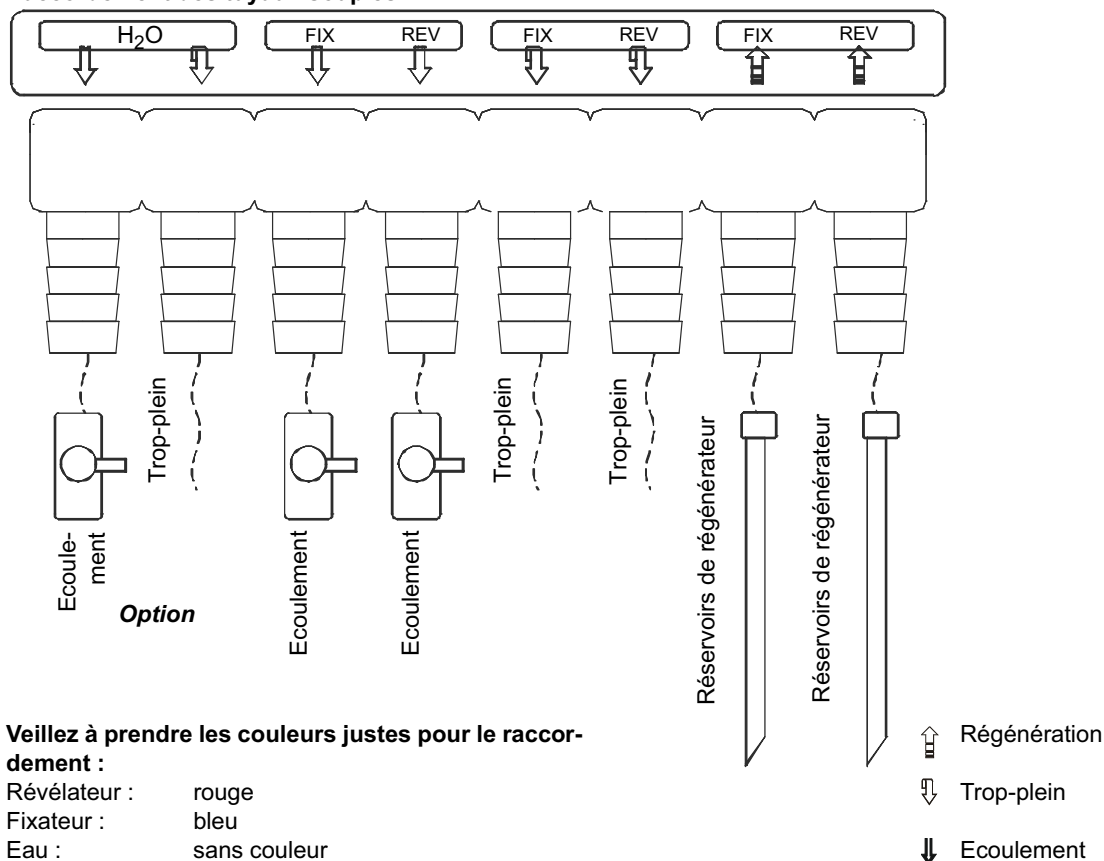 H2O FIX REV FIX REV FIX REV
Trop-plein
Trop-plein
Trop-plein
Réservoirs de régénérateur
Réservoirs de régénérateur
Ecoule-
ment
Option
Ecoulement
Ecoulement
Veillez à prendre les couleurs justes pour le raccor-
dement :
Révélateur : rouge
Fixateur : bleu
Eau : sans couleur
Régénération
Trop-plein
Ecoulement